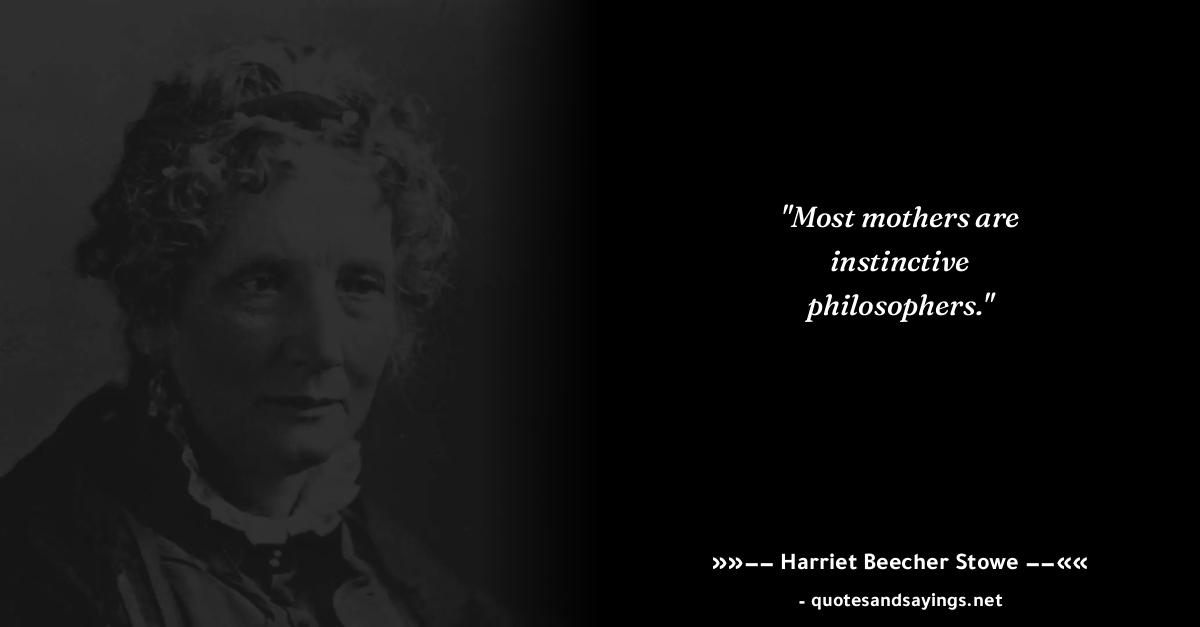 "Most mothers are
instinctive
philosophers."
»»−− Harriet Beecher Stowe −−««
- quotesandsayings.net